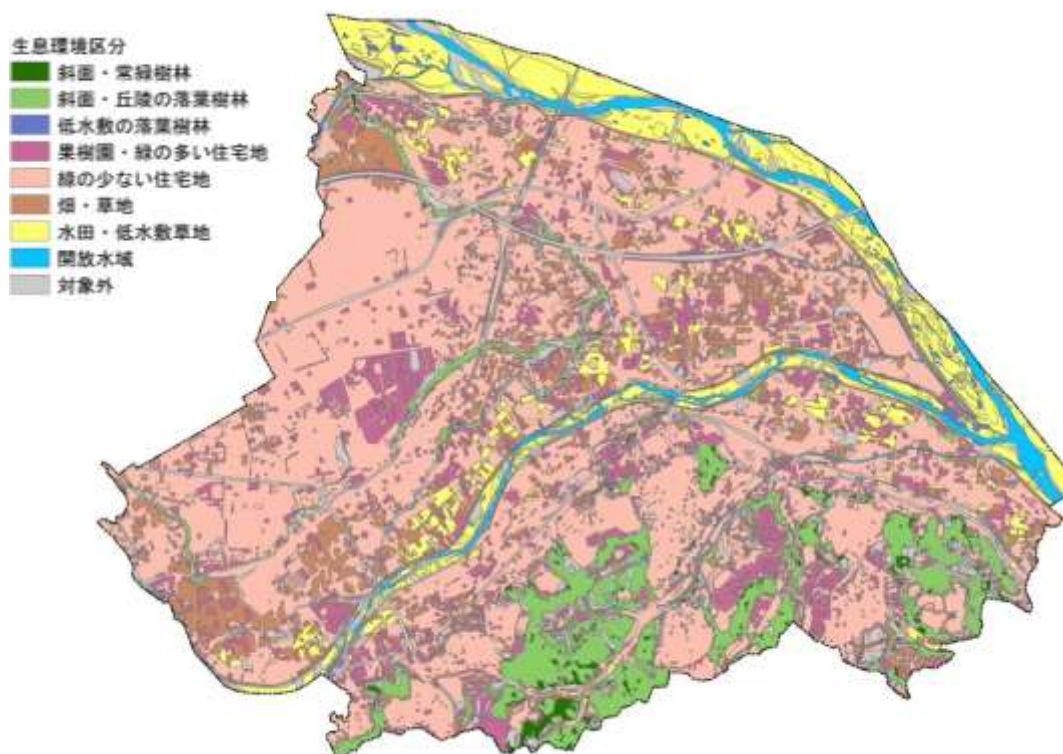 生息環境区分
斜面・常緑樹林
斜面・丘陵の落葉樹林
低水敷の落葉樹林
果樹園・緑の多い住宅地
緑の少ない住宅地
畑・草地
水田・低水敷草地
開放水域
対象外